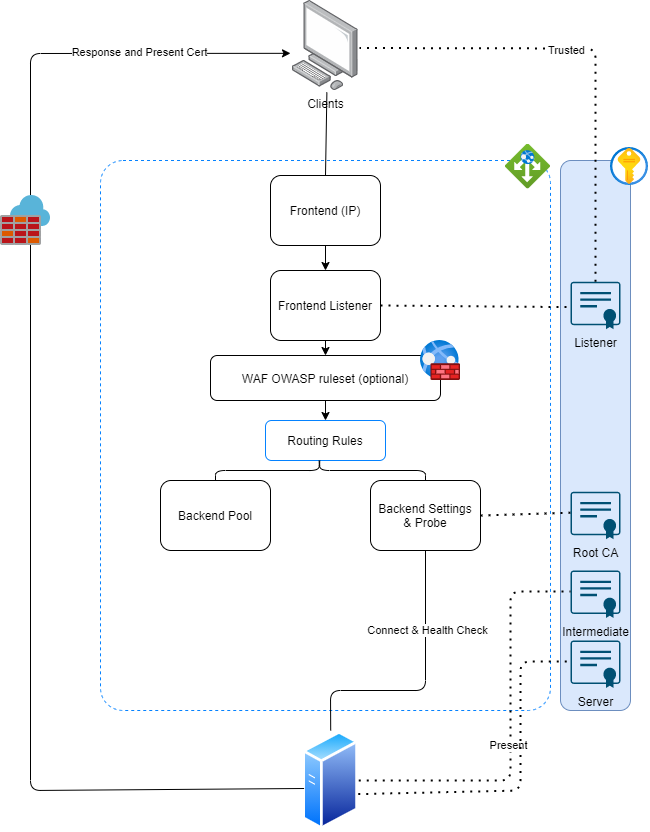 Response and Present Cert
Trusted
Clients
Frontend (IP)
Frontend Listener
Listener
WAF OWASP ruleset (optional)
Routing Rules
Backend Pool
Backend Settings
& Probe
Root CA
Connect & Health Check
Intermediate
Server
Present